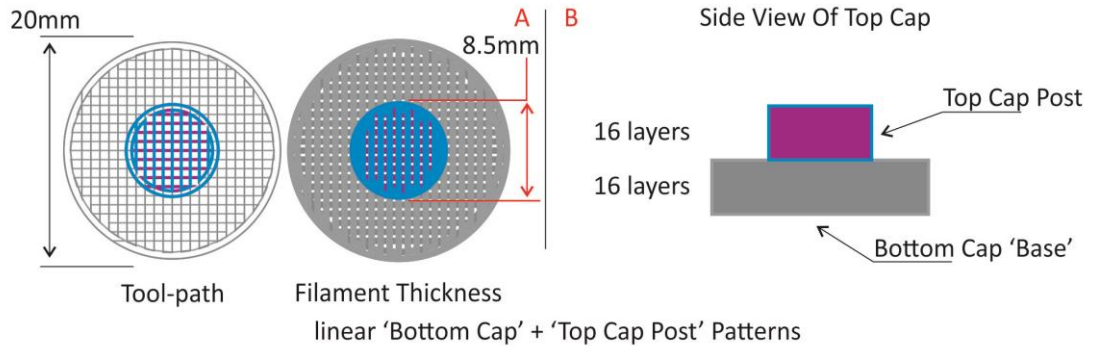 20mm
A
B
Side View Of Top Cap
8.5mm
Top Cap Post
16 layers
16 layers
Bottom Cap ‘Base’
Tool-path
Filament Thickness
linear ‘Bottom Cap’ + ‘Top Cap Post’ Patterns